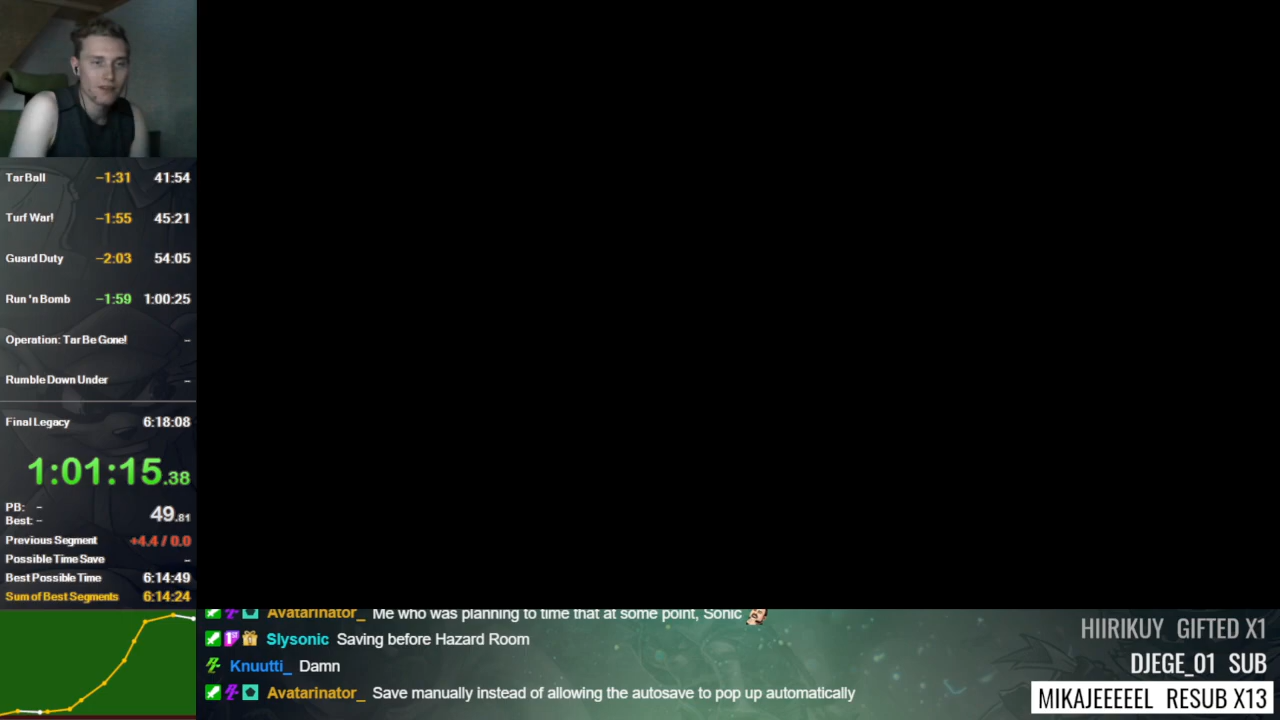 Tar Ball −1:31 41:54
Turf War! −1:55 45:21
Guard Duty −2:03 54:05
Run 'n Bomb −1:59 1:00:25
Operation: Tar Be Gone! –
Rumble Down Under –
Final Legacy 6:18:08
1:01:15.38
PB: –
Best: –
49.81
Previous Segment +4.4 / 0.0
Possible Time Save –
Best Possible Time 6:14:49
Sum of Best Segments 6:14:24
Avatarinator_ Me who was planning to time that at some point, Sonic
Slysonic Saving before Hazard Room
Knuutti_ Damn
Avatarinator_ Save manually instead of allowing the autosave to pop up automatically
HIIRIKUY GIFTED X1
DJEGE_01 SUB
MIKAJEEEEEL RESUB X13